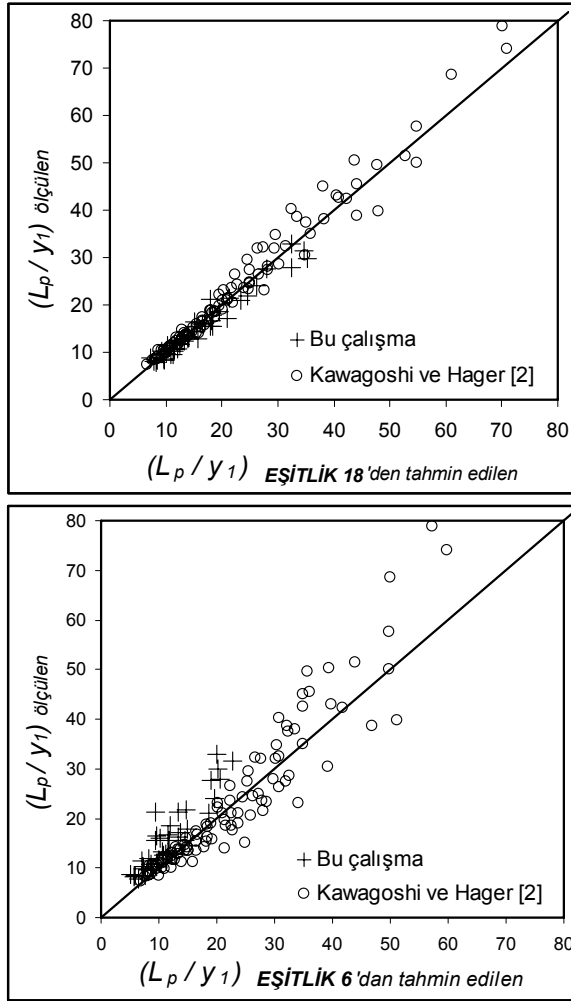 80
70
60
50
40
30
20
10
0
(Lp / y1) ölçülen
+ Bu çalışma
○ Kawagoshi ve Hager [2]
0 10 20 30 40 50 60 70 80
(Lp / y1) EŞİTLİK 18'den tahmin edilen
80
70
60
50
40
30
20
10
0
(Lp / y1) ölçülen
+ Bu çalışma
○ Kawagoshi ve Hager [2]
0 10 20 30 40 50 60 70 80
(Lp / y1) EŞİTLİK 6'dan tahmin edilen